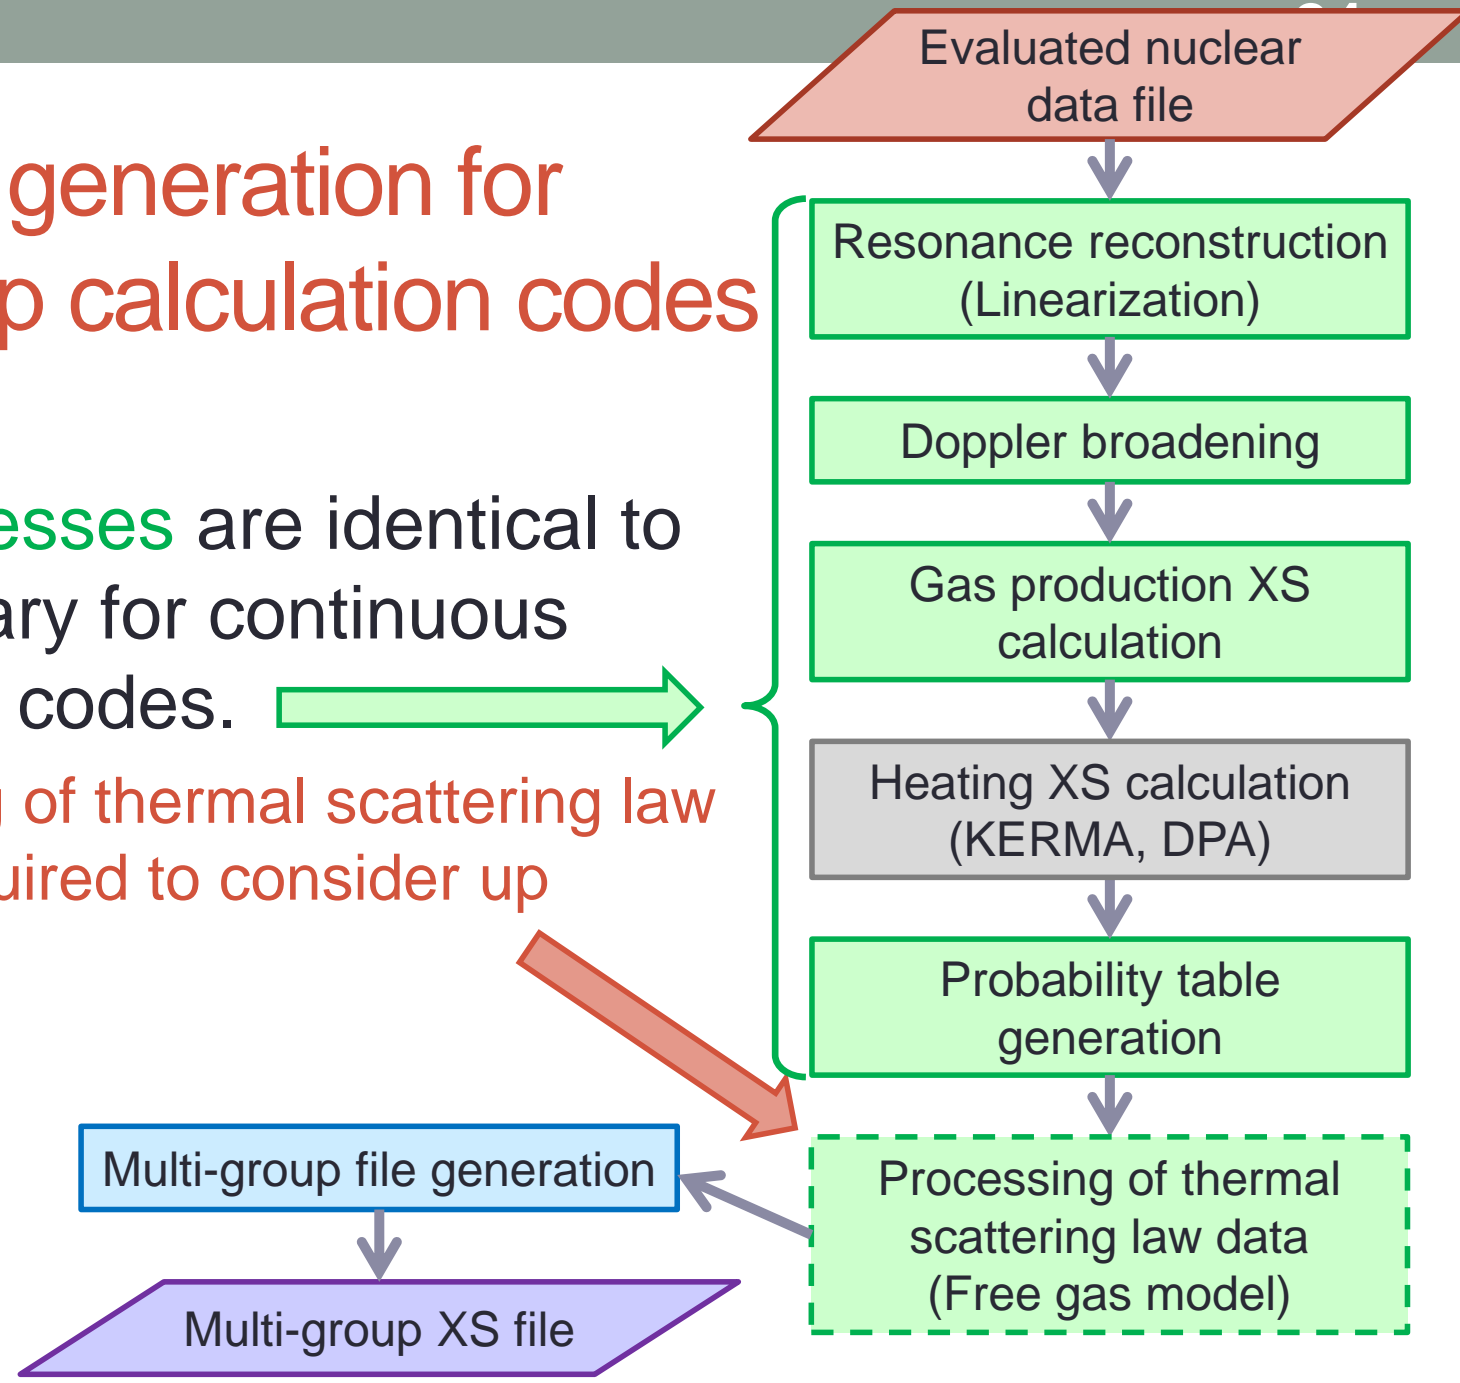 generation for
p calculation codes
esses are identical to
ary for continuous
codes.
g of thermal scattering law
uired to consider up
Evaluated nuclear
data file
Resonance reconstruction
(Linearization)
Doppler broadening
Gas production XS
calculation
Heating XS calculation
(KERMA, DPA)
Probability table
generation
Processing of thermal
scattering law data
(Free gas model)
Multi-group file generation
Multi-group XS file